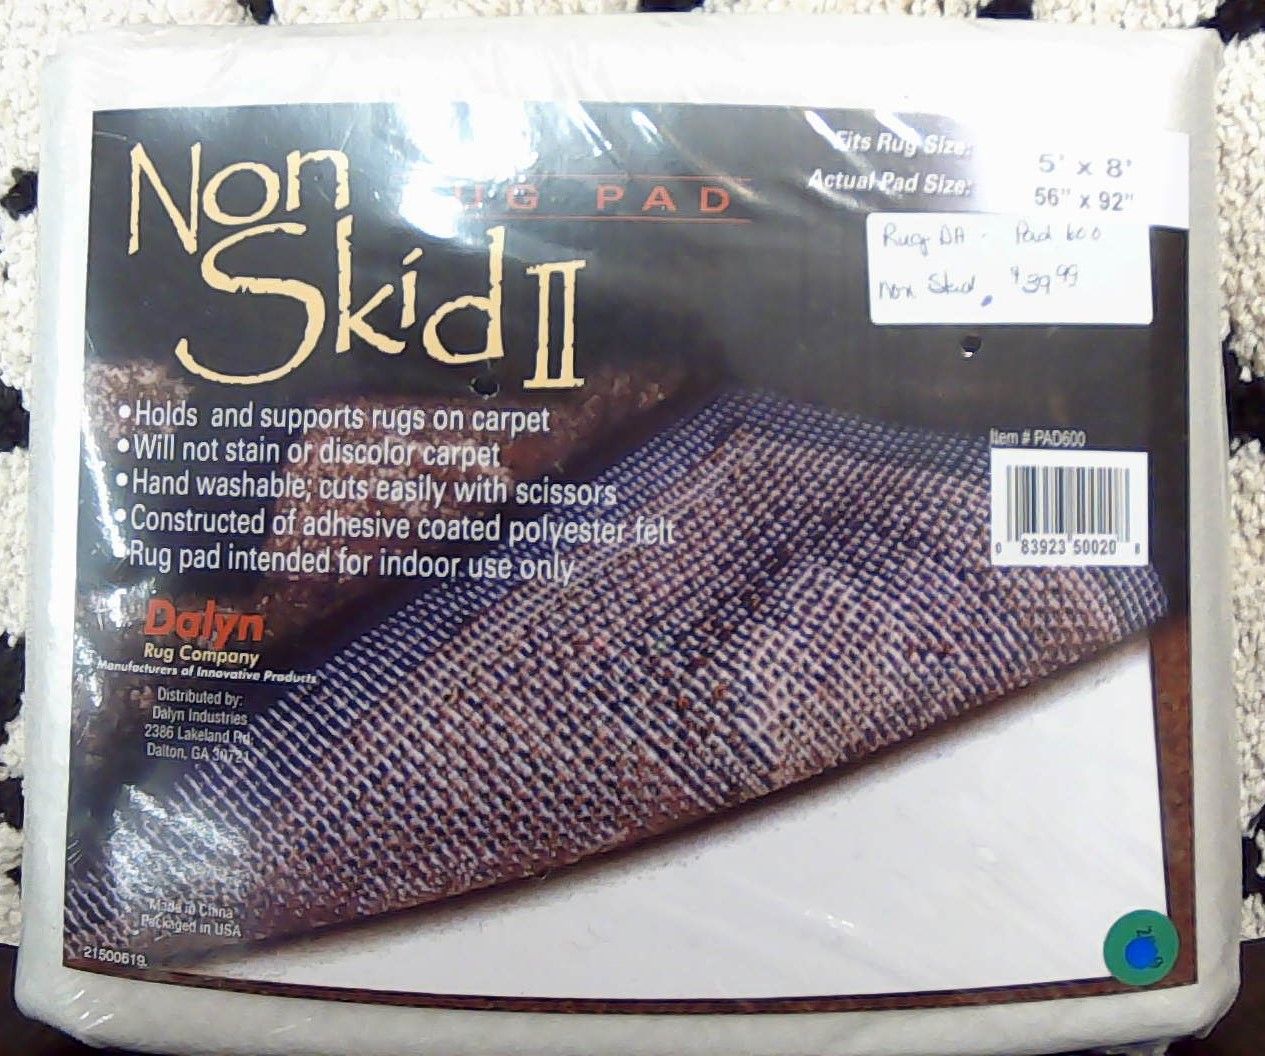 Non
Skid II
RUG PAD
Fits Rug Size: 5' x 8'
Actual Pad Size: 56" x 92"
Rug DA - Pad 600
Non Skid, $39.99
•Holds and supports rugs on carpet
•Will not stain or discolor carpet
•Hand washable; cuts easily with scissors
•Constructed of adhesive coated polyester felt
•Rug pad intended for indoor use only
Item # PAD600
0 83923 50020 8
Dalyn
Rug Company
Manufacturers of Innovative Products
Distributed by:
Dalyn Industries
2386 Lakeland Rd.
Dalton, GA 30721
Made in China
Packaged in USA
21500619